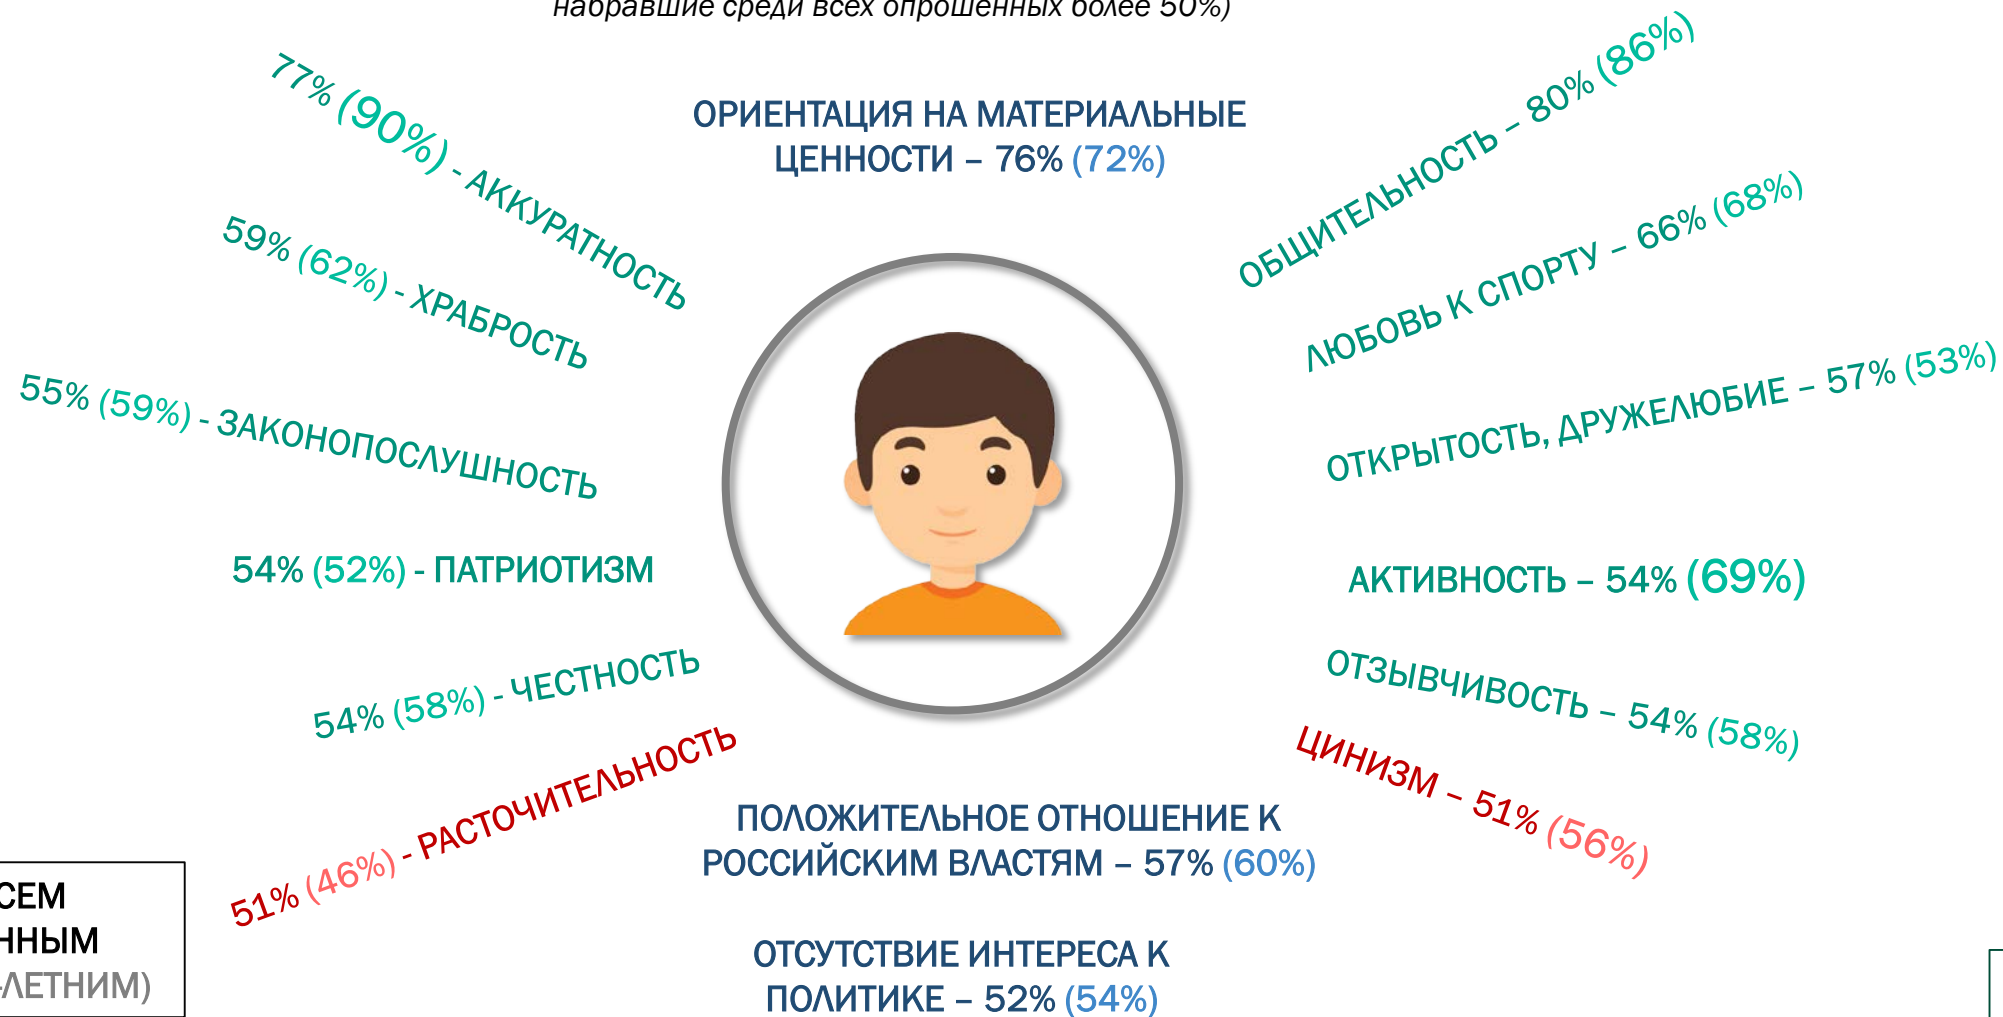 набравшие среди всех опрошенных более 50%)
ОРИЕНТАЦИЯ НА МАТЕРИАЛЬНЫЕ
ЦЕННОСТИ – 76% (72%)
77% (90%) - АККУРАТНОСТЬ
59% (62%) - ХРАБРОСТЬ
55% (59%) - ЗАКОНОПОСЛУШНОСТЬ
54% (52%) - ПАТРИОТИЗМ
54% (58%) - ЧЕСТНОСТЬ
51% (46%) - РАСТОЧИТЕЛЬНОСТЬ
ОБЩИТЕЛЬНОСТЬ – 80% (86%)
ЛЮБОВЬ К СПОРТУ – 66% (68%)
ОТКРЫТОСТЬ, ДРУЖЕЛЮБИЕ – 57% (53%)
АКТИВНОСТЬ – 54% (69%)
ОТЗЫВЧИВОСТЬ – 54% (58%)
ЦИНИЗМ – 51% (56%)
ПОЛОЖИТЕЛЬНОЕ ОТНОШЕНИЕ К
РОССИЙСКИМ ВЛАСТЯМ – 57% (60%)
ОТСУТСТВИЕ ИНТЕРЕСА К
ПОЛИТИКЕ – 52% (54%)
СЕМ
ННЫМ
-ЛЕТНИМ)